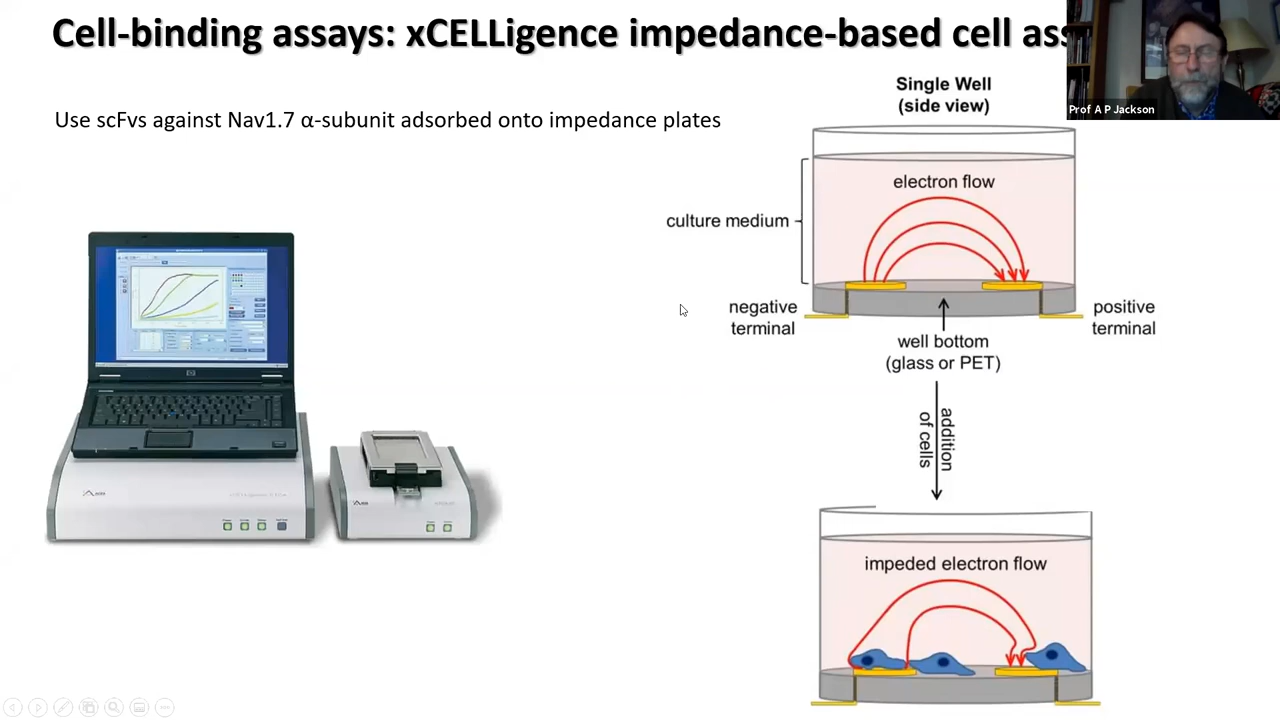 Cell-binding assays: xCELLigence impedance-based cell ass
Prof A P Jackson
Use scFvs against Nav1.7 α-subunit adsorbed onto impedance plates
Single Well
(side view)
electron flow
culture medium
negative
terminal
positive
terminal
well bottom
(glass or PET)
addition
of cells
impeded electron flow